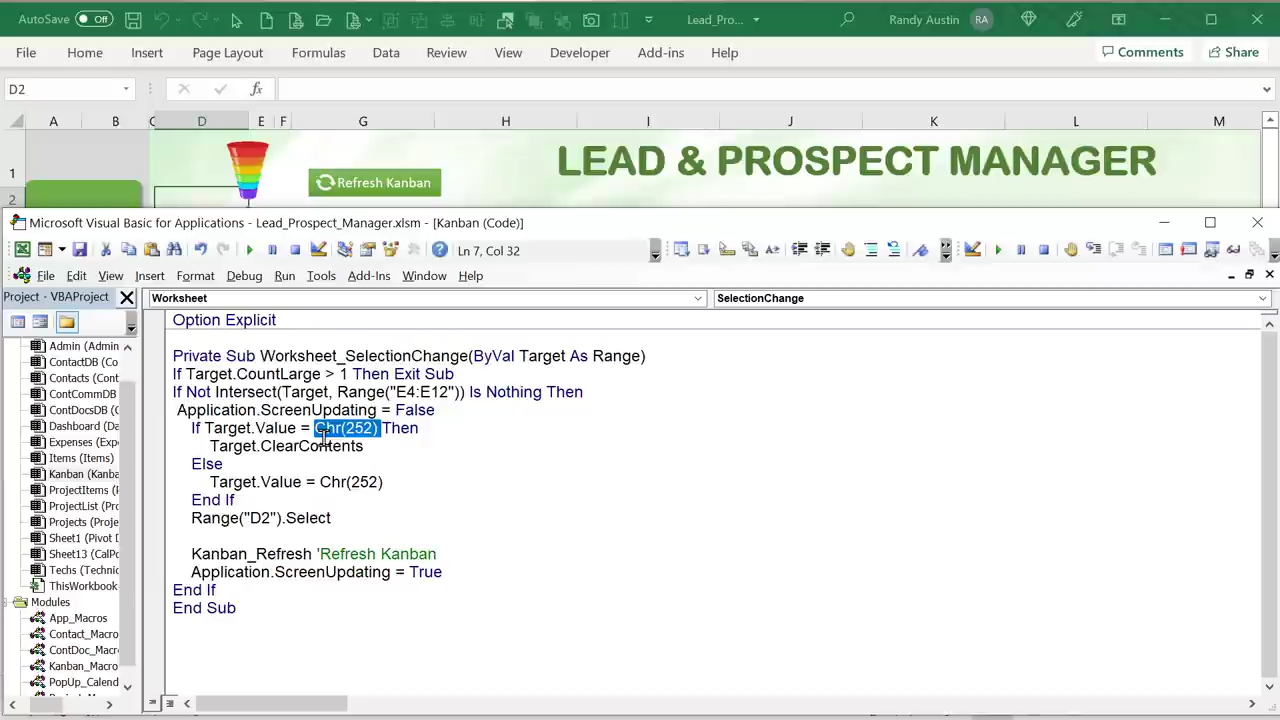 AutoSave Off Lead_Pro... Randy Austin RA
File Home Insert Page Layout Formulas Data Review View Developer Add-ins Help Comments Share
D2 fx
A B C D E F G H I J K L M
1 LEAD & PROSPECT MANAGER
Refresh Kanban
2
Microsoft Visual Basic for Applications - Lead_Prospect_Manager.xlsm - [Kanban (Code)]
Ln 7, Col 32
File Edit View Insert Format Debug Run Tools Add-Ins Window Help
Project - VBAProject
Worksheet SelectionChange
Admin (Admin
ContactDB (Co
Contacts (Cont
ContCommDB
ContDocsDB (
Dashboard (Da
Expenses (Exp
Items (Items)
Kanban (Kanba
ProjectItems (
ProjectList (Pro
Projects (Proje
Sheet1 (Pivot D
Sheet13 (CalPo
Techs (Technic
ThisWorkbook
Modules
App_Macros
Contact_Macro
ContDoc_Macro
Kanban_Macro
PopUp_Calend
Option Explicit
Private Sub Worksheet_SelectionChange(ByVal Target As Range)
If Target.CountLarge > 1 Then Exit Sub
If Not Intersect(Target, Range("E4:E12")) Is Nothing Then
Application.ScreenUpdating = False
If Target.Value = Chr(252) Then
Target.ClearContents
Else
Target.Value = Chr(252)
End If
Range("D2").Select
Kanban_Refresh 'Refresh Kanban
Application.ScreenUpdating = True
End If
End Sub